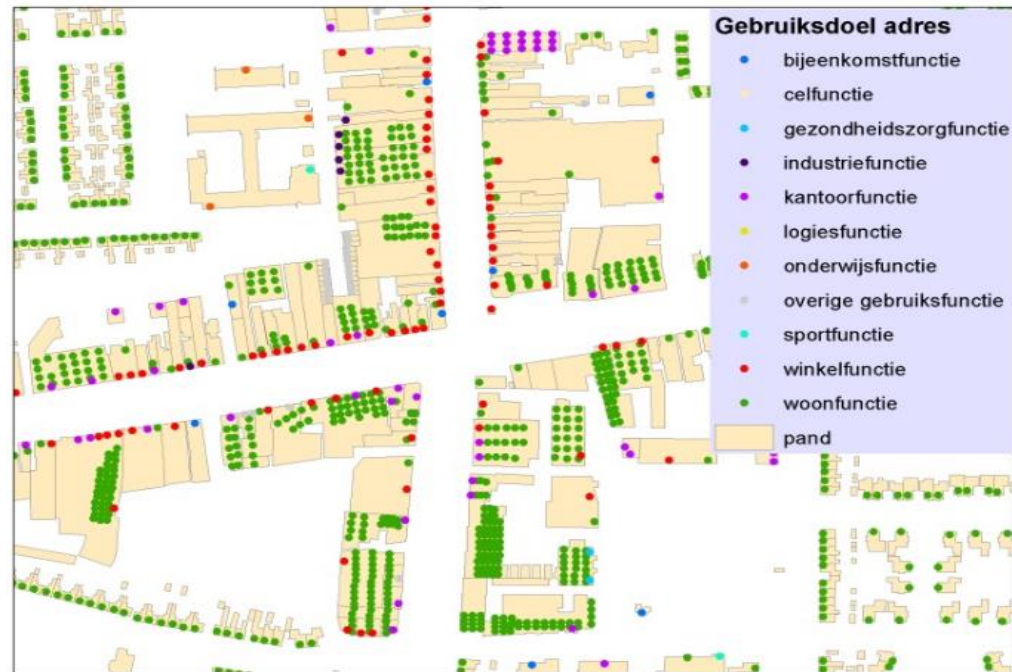 Gebruiksdoel adres
bijeenkomstfunctie
celfunctie
gezondheidszorgfunctie
industriefunctie
kantoorfunctie
logiesfunctie
onderwijsfunctie
overige gebruiksfunctie
sportfunctie
winkelfunctie
woonfunctie
pand